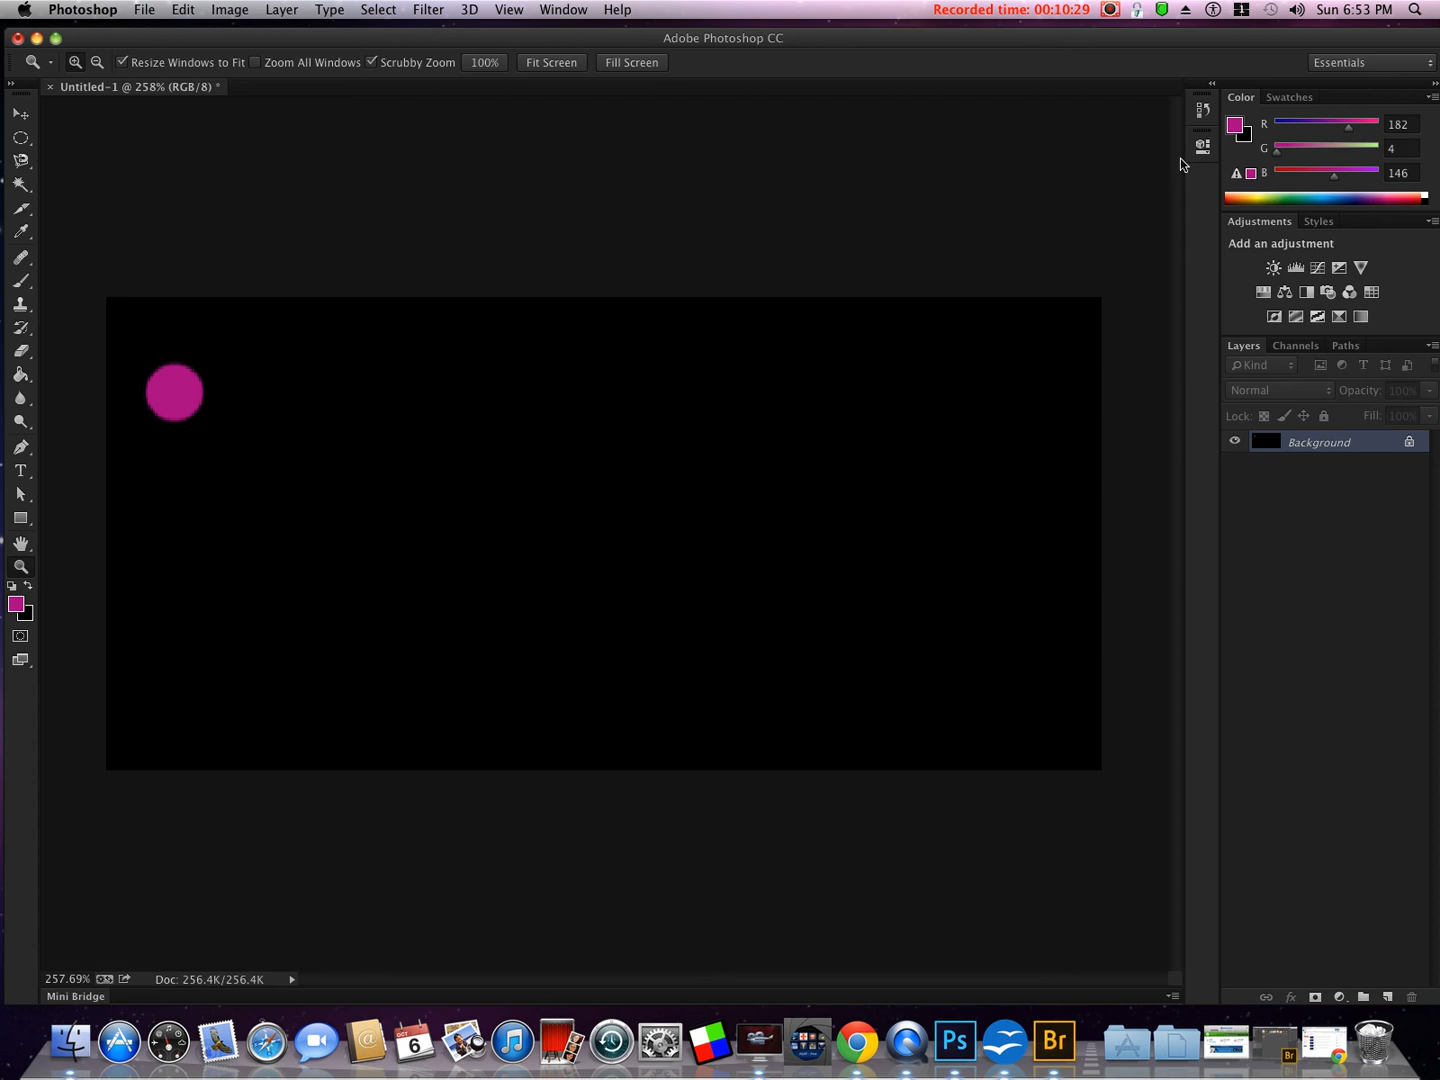 Photoshop File Edit Image Layer Type Select Filter 3D View Window Help Recorded time: 00:10:29 1 Sun 6:53 PM
Adobe Photoshop CC
Resize Windows to Fit Zoom All Windows Scrubby Zoom 100% Fit Screen Fill Screen Essentials
Untitled-1 @ 258% (RGB/8) *
Color Swatches
R 182
G 4
B 146
Adjustments Styles
Add an adjustment
Layers Channels Paths
Kind
Normal Opacity: 100%
Lock: Fill: 100%
Background
T
257.69% Doc: 256.4K/256.4K
Mini Bridge
fx
OCT
6
Ps
Br
Br